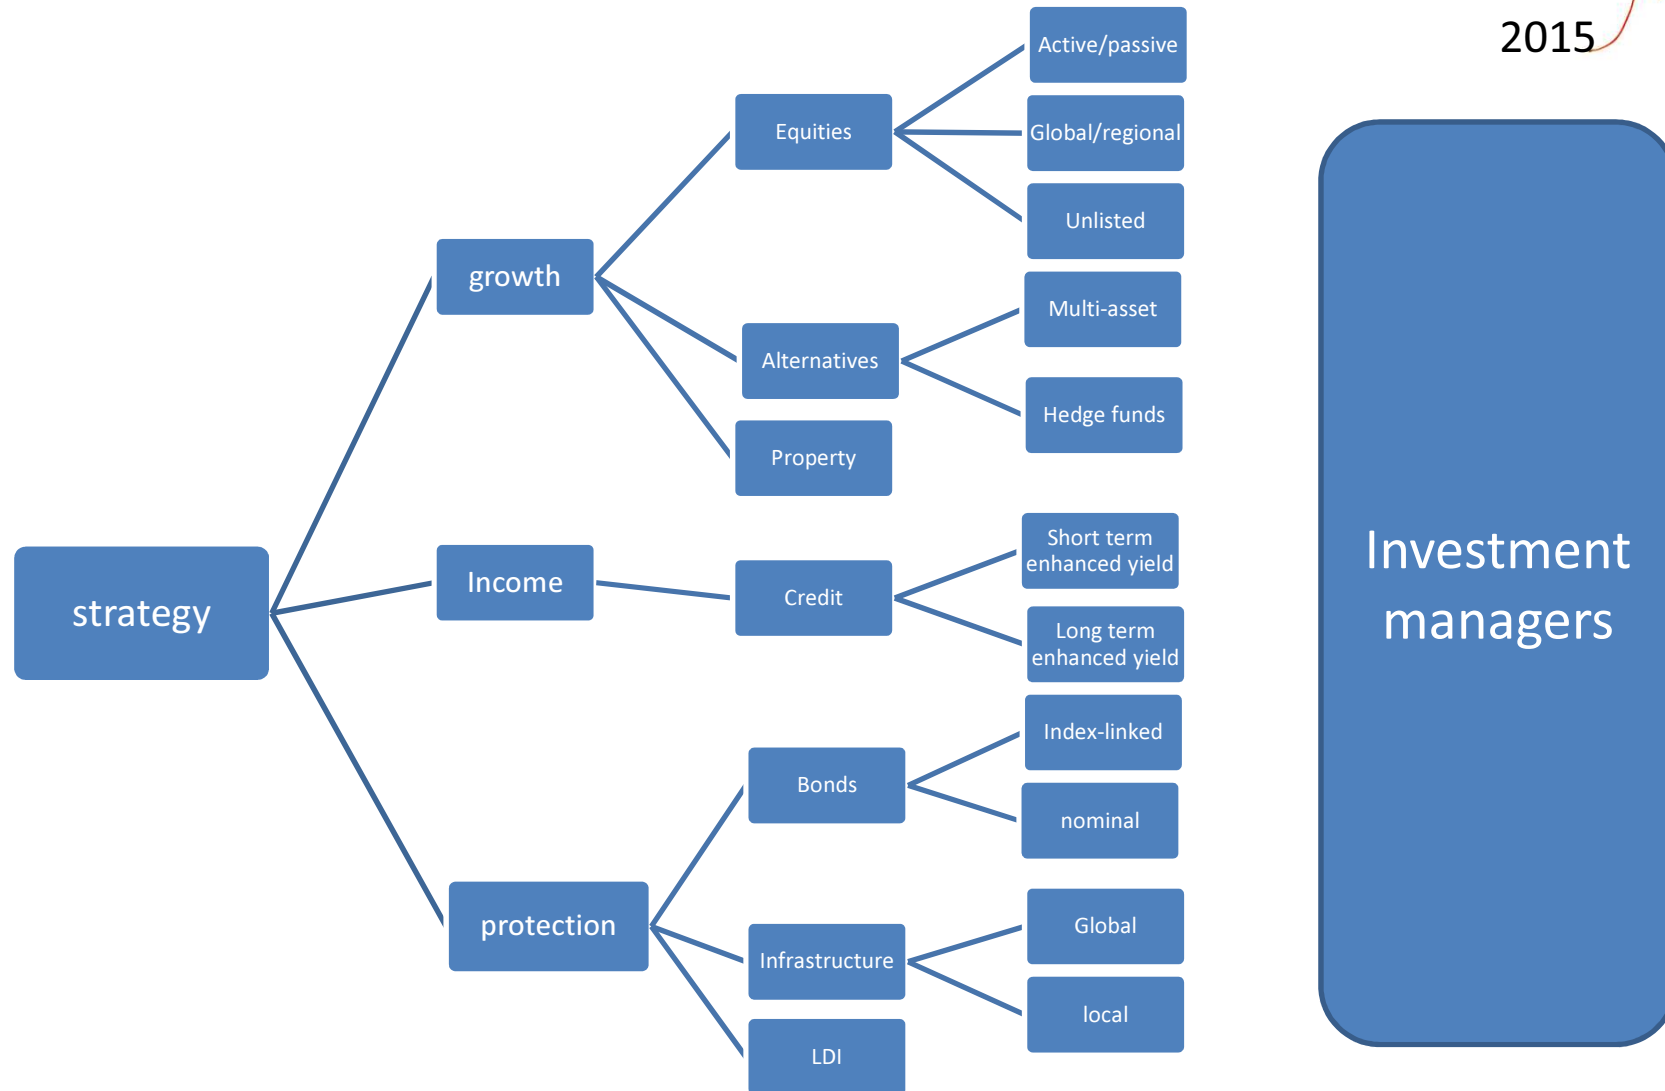 2015
Active/passive
Equities
Global/regional
Unlisted
growth
Multi-asset
Alternatives
Hedge funds
Property
Short term
enhanced yield
Income
Credit
strategy
Long term
enhanced yield
Investment
managers
Index-linked
Bonds
nominal
protection
Global
Infrastructure
local
LDI